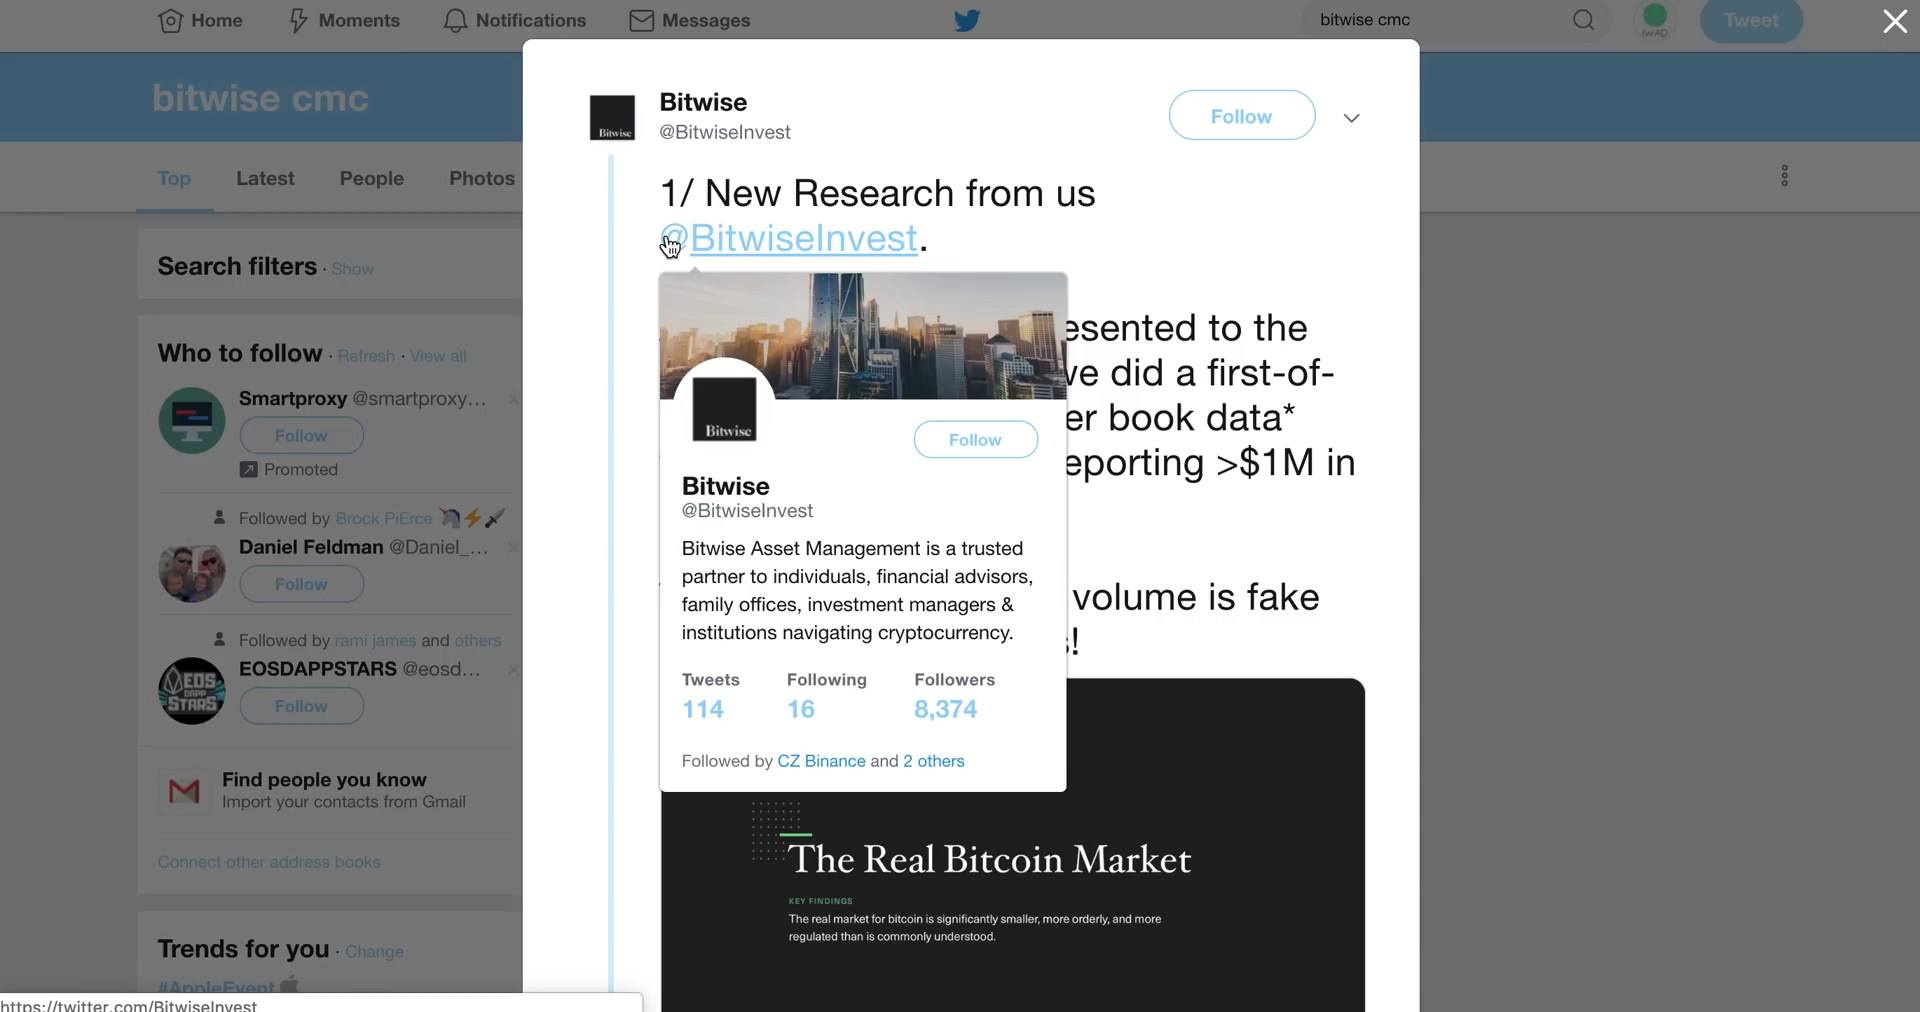 Home
Moments
Notifications
Messages
bitwise cmc
IWAD
Tweet
bitwise cmc
Top
Latest
People
Photos
Search filters · Show
Who to follow · Refresh · View all
Smartproxy @smartproxy...
Follow
Promoted
Followed by Brock PiErce
Daniel Feldman @Daniel_...
Follow
Followed by rami james and others
EOSDAPPSTARS @eosd...
EOS
DAPP
STARS
Follow
Find people you know
Import your contacts from Gmail
Connect other address books
Trends for you · Change
#AppleEvent
https://twitter.com/BitwiseInvest
Bitwise
Bitwise
@BitwiseInvest
Follow
1/ New Research from us
@BitwiseInvest.
esented to the
ve did a first-of-
er book data*
eporting >$1M in
volume is fake
s!
Bitwise
Follow
Bitwise
@BitwiseInvest
Bitwise Asset Management is a trusted
partner to individuals, financial advisors,
family offices, investment managers &
institutions navigating cryptocurrency.
Tweets
Following
Followers
114
16
8,374
Followed by CZ Binance and 2 others
The Real Bitcoin Market
KEY FINDINGS
The real market for bitcoin is significantly smaller, more orderly, and more
regulated than is commonly understood.